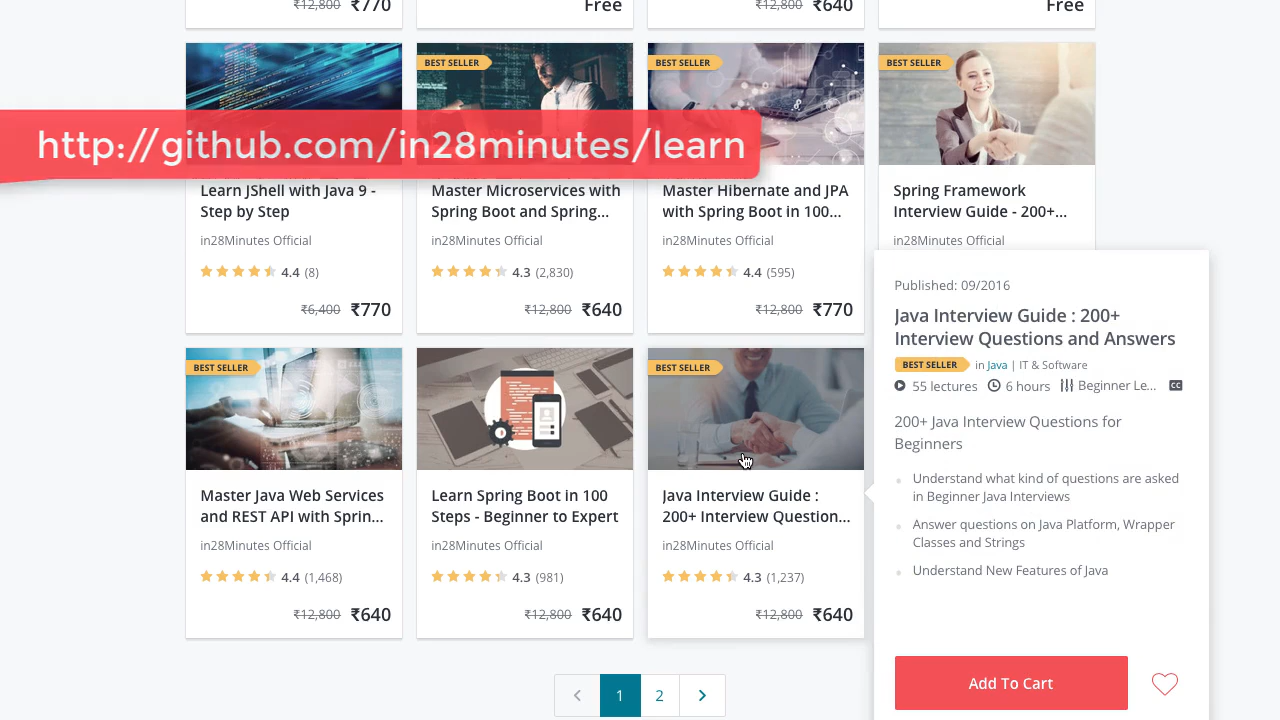 ₹12,800 ₹770
Free
₹12,800 ₹640
Free
BEST SELLER
BEST SELLER
BEST SELLER
http://github.com/in28minutes/learn
Learn JShell with Java 9 -
Step by Step
in28Minutes Official
4.4 (8)
₹6,400 ₹770
Master Microservices with
Spring Boot and Spring...
in28Minutes Official
4.3 (2,830)
₹12,800 ₹640
Master Hibernate and JPA
with Spring Boot in 100...
in28Minutes Official
4.4 (595)
₹12,800 ₹770
Spring Framework
Interview Guide - 200+...
in28Minutes Official
BEST SELLER
Master Java Web Services
and REST API with Sprin...
in28Minutes Official
4.4 (1,468)
₹12,800 ₹640
Learn Spring Boot in 100
Steps - Beginner to Expert
in28Minutes Official
4.3 (981)
₹12,800 ₹640
BEST SELLER
Java Interview Guide :
200+ Interview Question...
in28Minutes Official
4.3 (1,237)
₹12,800 ₹640
Published: 09/2016
Java Interview Guide : 200+
Interview Questions and Answers
BEST SELLER in Java | IT & Software
55 lectures 6 hours Beginner Le... CC
200+ Java Interview Questions for
Beginners
Understand what kind of questions are asked
in Beginner Java Interviews
Answer questions on Java Platform, Wrapper
Classes and Strings
Understand New Features of Java
Add To Cart
1 2